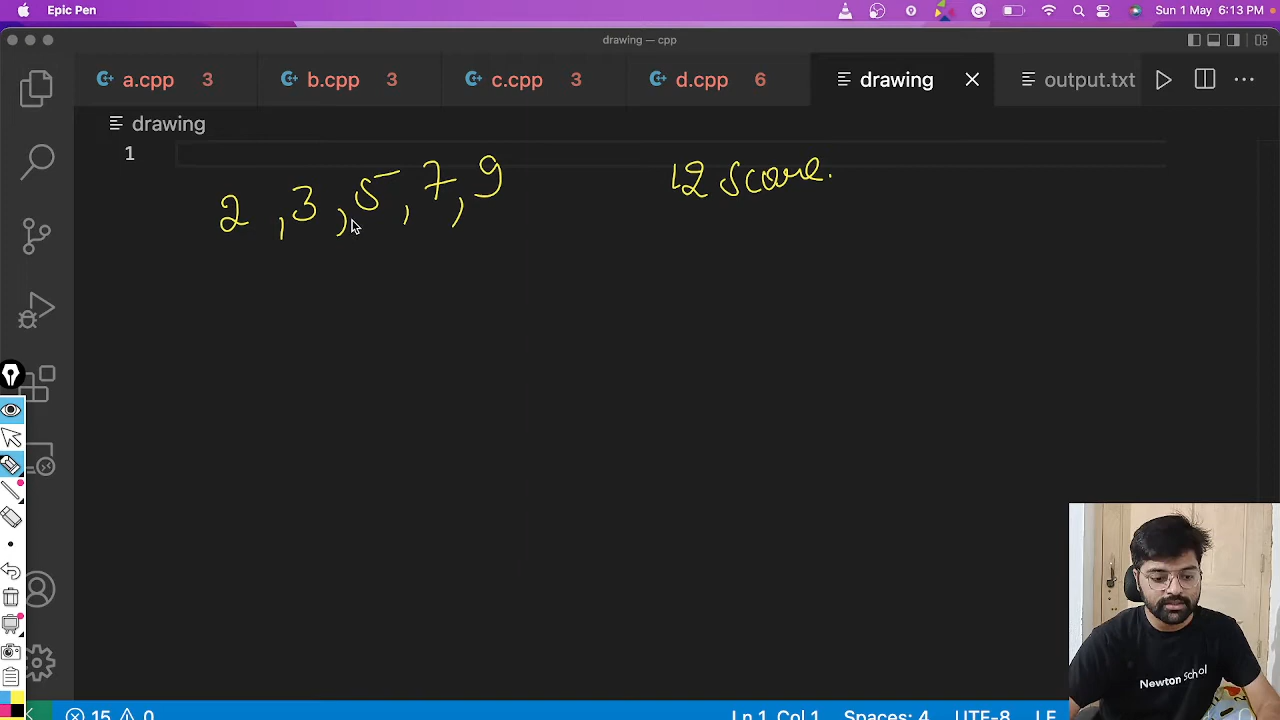 Epic Pen
Sun 1 May 6:13 PM
drawing — cpp
a.cpp 3 b.cpp 3 c.cpp 3 d.cpp 6 drawing output.txt
drawing
1
2 , 3 , 5 , 7 , 9 12 score.
Newton School
15 0 Ln 1, Col 1 Spaces: 4 UTF-8 LF